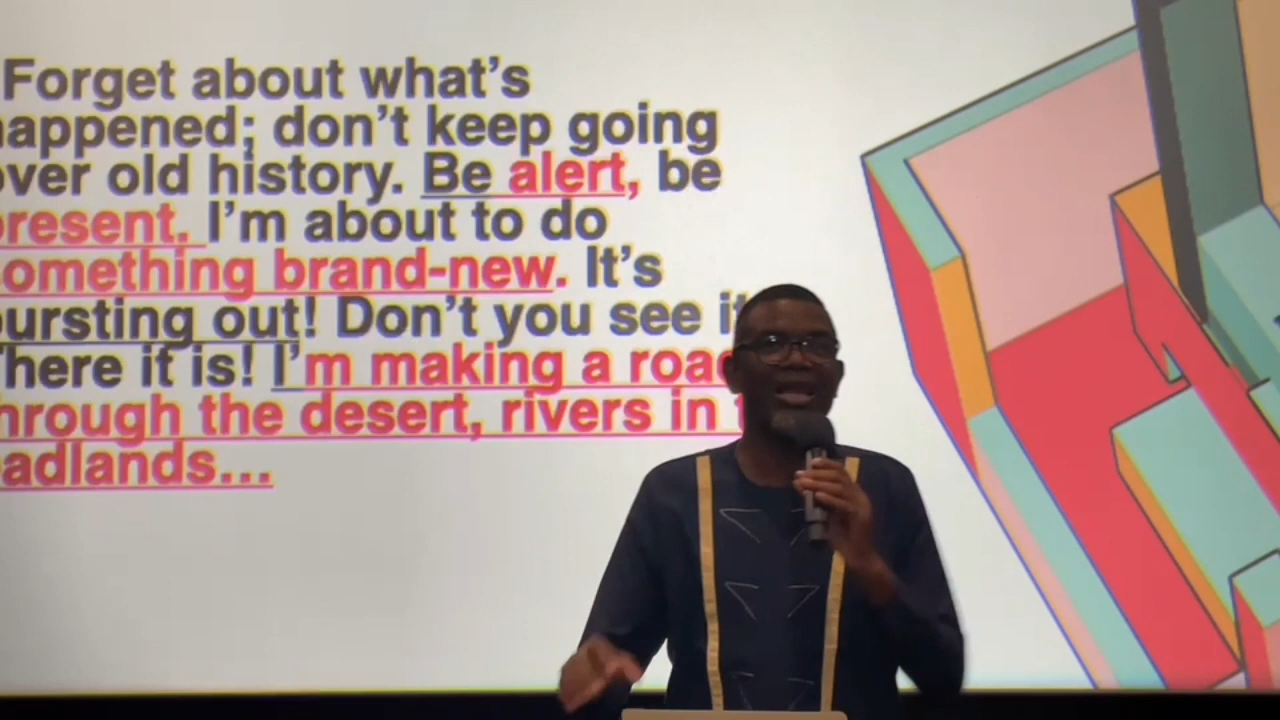 Forget about what's
happened; don't keep going
over old history. Be alert, be
present. I'm about to do
something brand-new. It's
bursting out! Don't you see it
There it is! I'm making a road
through the desert, rivers in t
badlands...